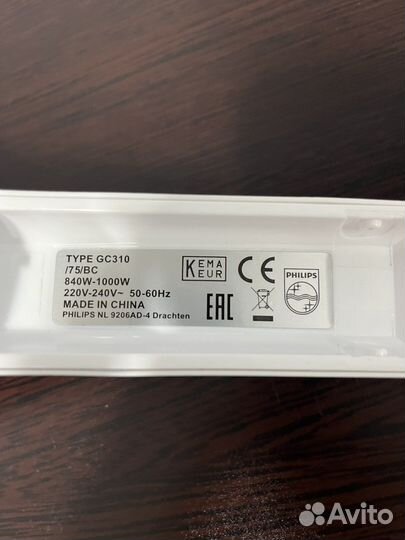 TYPE GC310
/75/BC
840W-1000W
220V-240V~ 50-60Hz
MADE IN CHINA
PHILIPS NL 9206AD-4 Drachten
KEMA
EUR
CE
EAC
PHILIPS
Avito